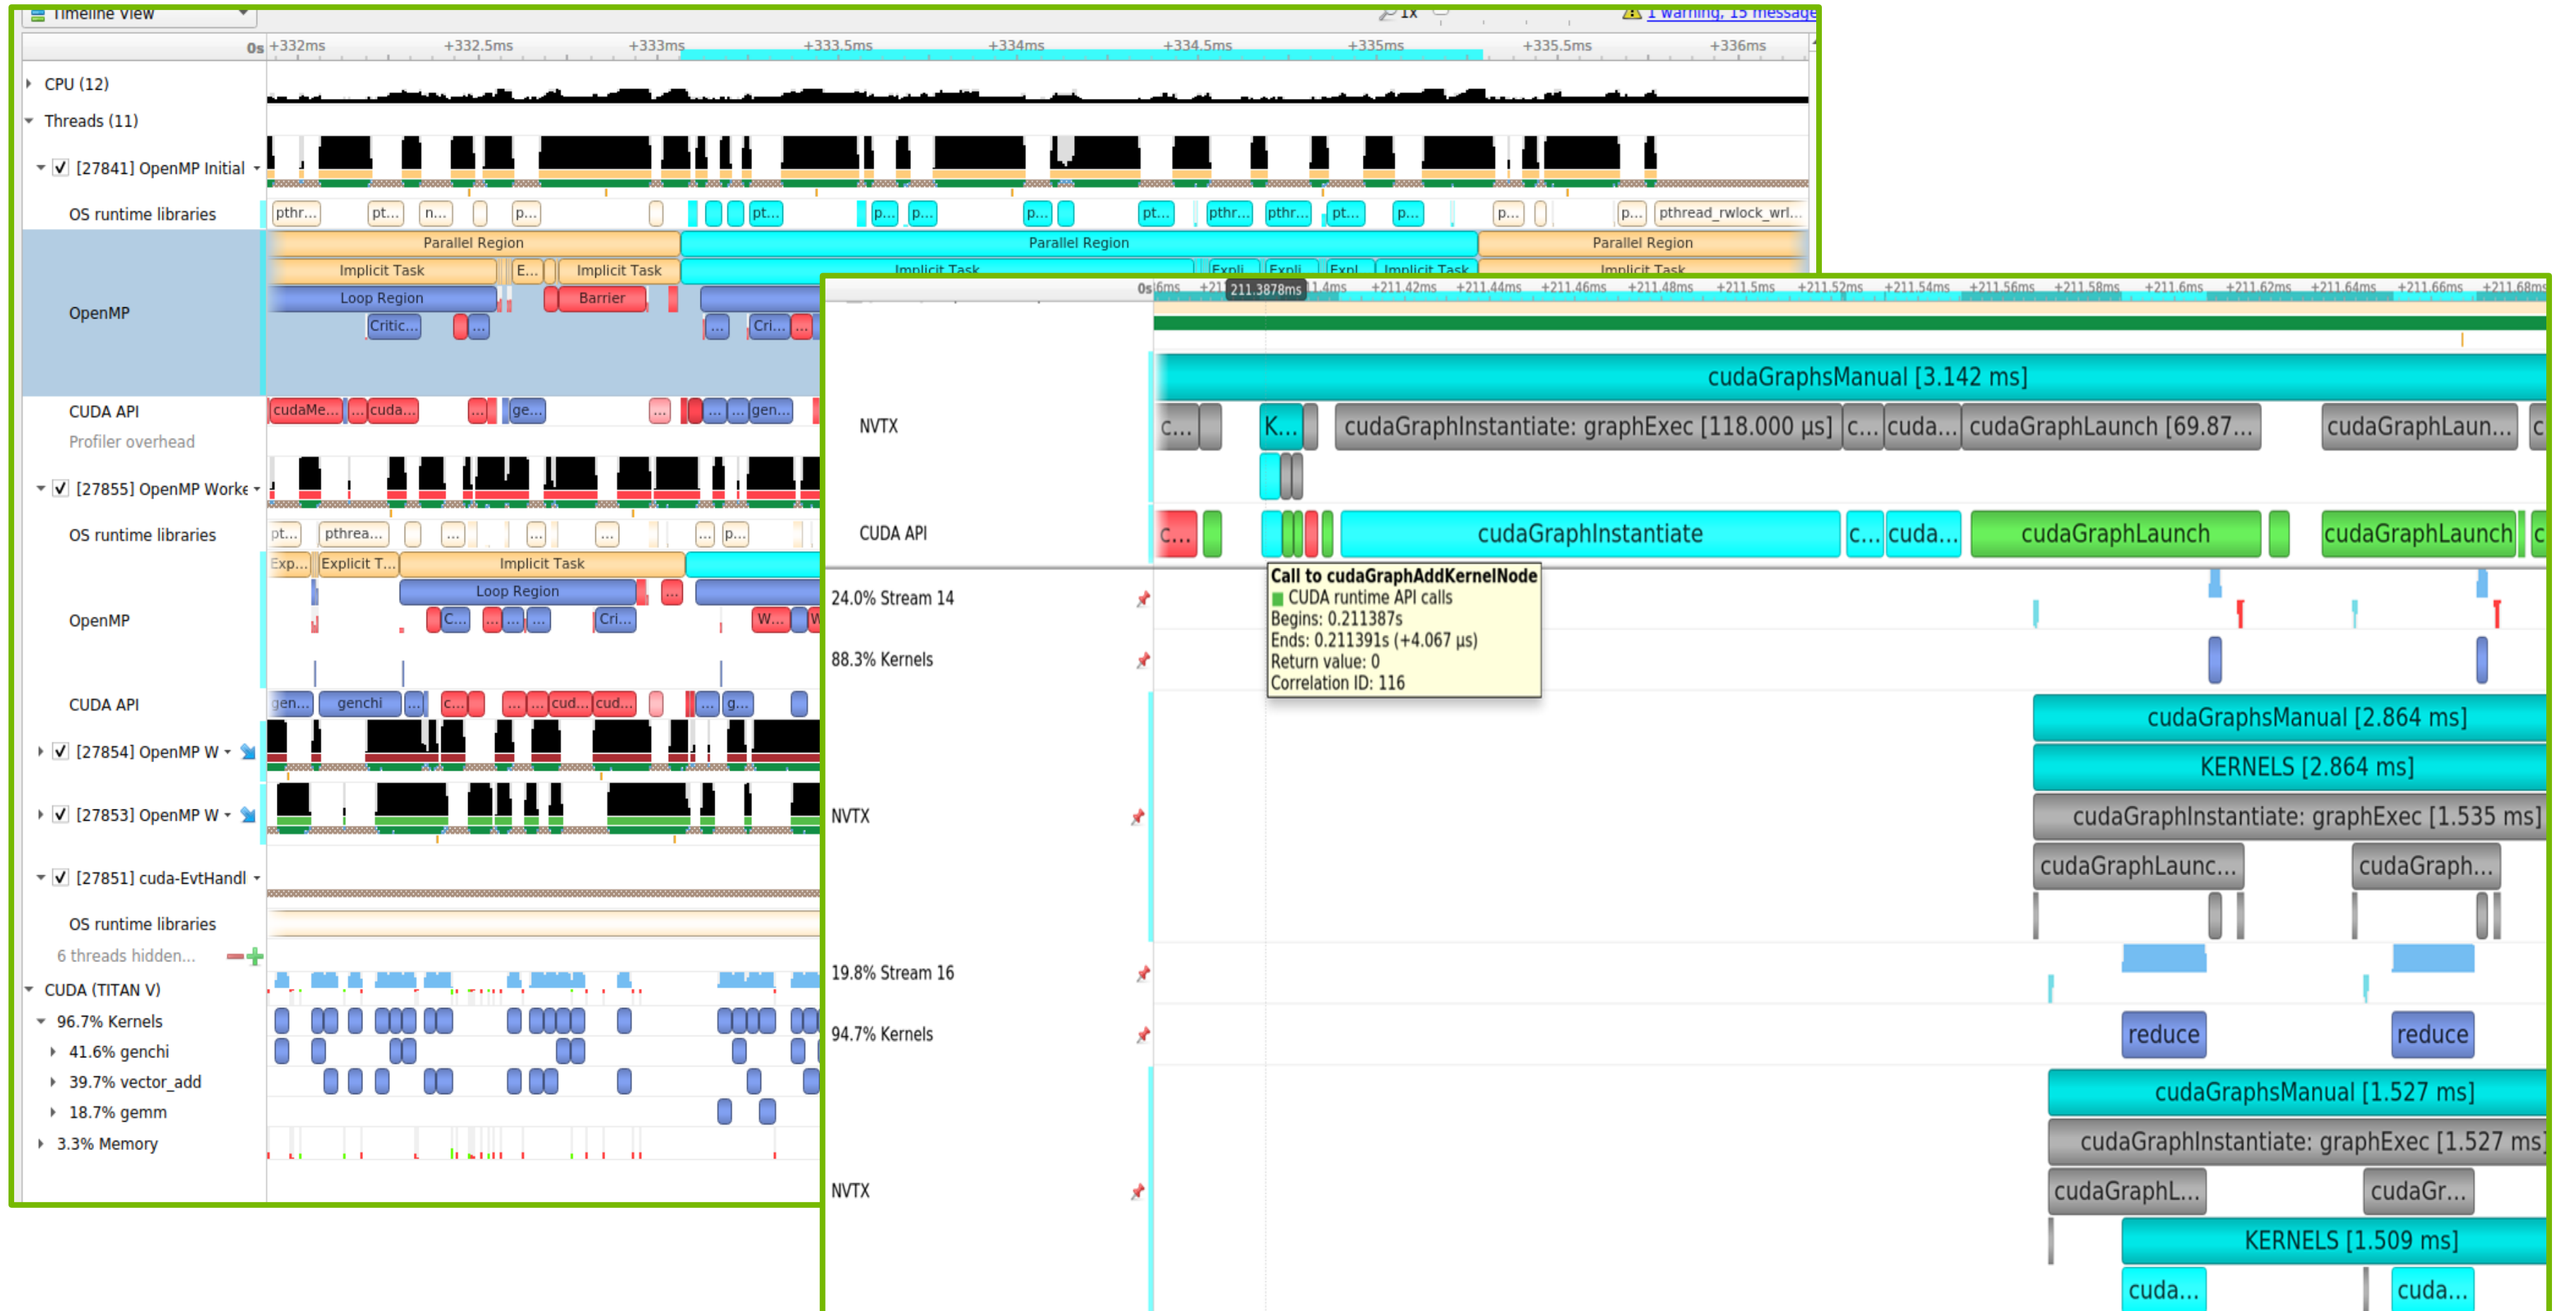 Timeline View
1x
1 warning, 15 message
0s
+332ms +332.5ms +333ms +333.5ms +334ms +334.5ms +335ms +335.5ms +336ms
CPU (12)
Threads (11)
[27841] OpenMP Initial
OS runtime libraries
pthr... pt... n... p... pt... p... p... p... pt... pthr... pthr... pt... p... p... p... pthread_rwlock_wrl...
Parallel Region Parallel Region Parallel Region
Implicit Task E... Implicit Task Implicit Task Expli Expli Expl Implicit Task Implicit Task
OpenMP
Loop Region Barrier
Critic... ... Cri... ...
CUDA API
cudaMe... ... cuda... ... ge... ... ... ... gen...
Profiler overhead
[27855] OpenMP Worke
OS runtime libraries
pt... pthrea... ... ... ... ... p...
Exp... Explicit T... Implicit Task
Loop Region ...
OpenMP
C... ... ... ... Cri... W... W
CUDA API
gen... genchi ... c... ... ... cud... cud... ... g...
[27854] OpenMP W
[27853] OpenMP W
[27851] cuda-EvtHandl
OS runtime libraries
6 threads hidden...
CUDA (TITAN V)
96.7% Kernels
41.6% genchi
39.7% vector_add
18.7% gemm
3.3% Memory
0s 6ms +21 211.3878ms 1.4ms +211.42ms +211.44ms +211.46ms +211.48ms +211.5ms +211.52ms +211.54ms +211.56ms +211.58ms +211.6ms +211.62ms +211.64ms +211.66ms +211.68ms
cudaGraphsManual [3.142 ms]
NVTX
c... K... cudaGraphInstantiate: graphExec [118.000 μs] c... cuda... cudaGraphLaunch [69.87... cudaGraphLaun... c
CUDA API
c... cudaGraphInstantiate c... cuda... cudaGraphLaunch cudaGraphLaunch c
Call to cudaGraphAddKernelNode
CUDA runtime API calls
Begins: 0.211387s
Ends: 0.211391s (+4.067 μs)
Return value: 0
Correlation ID: 116
24.0% Stream 14
88.3% Kernels
cudaGraphsManual [2.864 ms]
KERNELS [2.864 ms]
NVTX
cudaGraphInstantiate: graphExec [1.535 ms]
cudaGraphLaunc... cudaGraph...
19.8% Stream 16
94.7% Kernels
reduce reduce
cudaGraphsManual [1.527 ms]
cudaGraphInstantiate: graphExec [1.527 ms]
NVTX
cudaGraphL... cudaGr...
KERNELS [1.509 ms]
cuda... cuda...